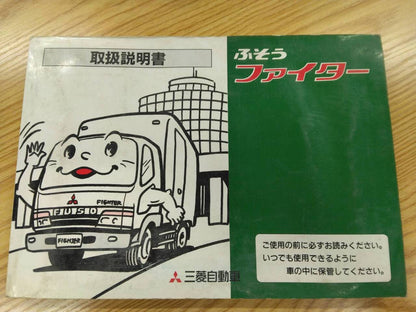 取扱説明書
ふそう
ファイター
FIGHTER
FUSO
FIGHTER
三菱自動車
ご使用の前に必ずお読みください。
いつでも使用できるように
車の中に保管してください。